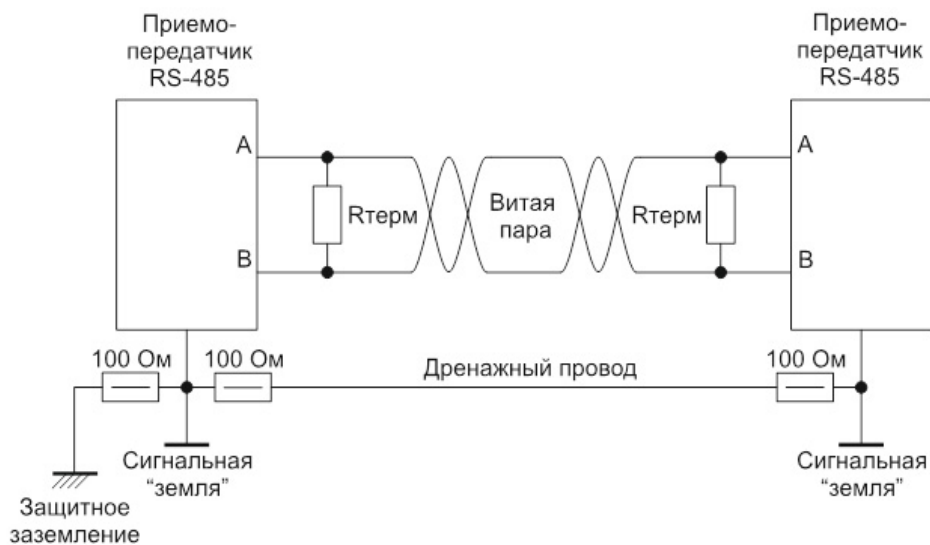 Приемо-
передатчик
RS-485
Приемо-
передатчик
RS-485
A
A
Rтерм
Витая
пара
Rтерм
B
B
100 Ом
100 Ом
Дренажный провод
100 Ом
Сигнальная
“земля”
Сигнальная
“земля”
Защитное
заземление